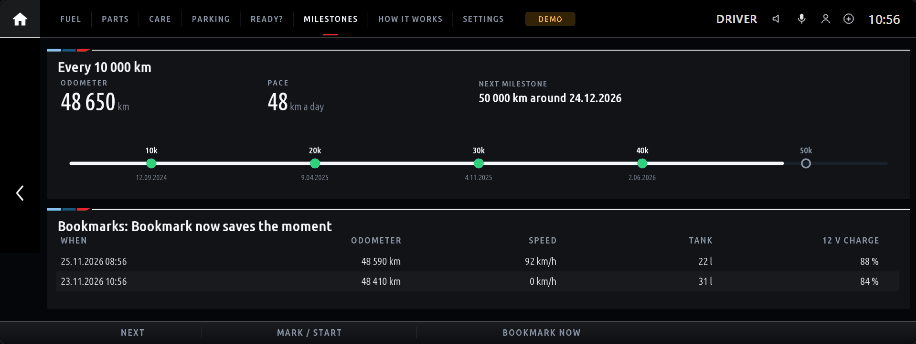 FUEL PARTS CARE PARKING READY? MILESTONES HOW IT WORKS SETTINGS DEMO DRIVER 10:56
Every 10 000 km
ODOMETER PACE NEXT MILESTONE
48 650 km 48 km a day 50 000 km around 24.12.2026
10k 20k 30k 40k 50k
12.09.2024 9.04.2025 4.11.2025 2.06.2026
Bookmarks: Bookmark now saves the moment
WHEN ODOMETER SPEED TANK 12 V CHARGE
25.11.2026 08:56 48 590 km 92 km/h 22 l 88 %
23.11.2026 10:56 48 410 km 0 km/h 31 l 84 %
NEXT MARK / START BOOKMARK NOW